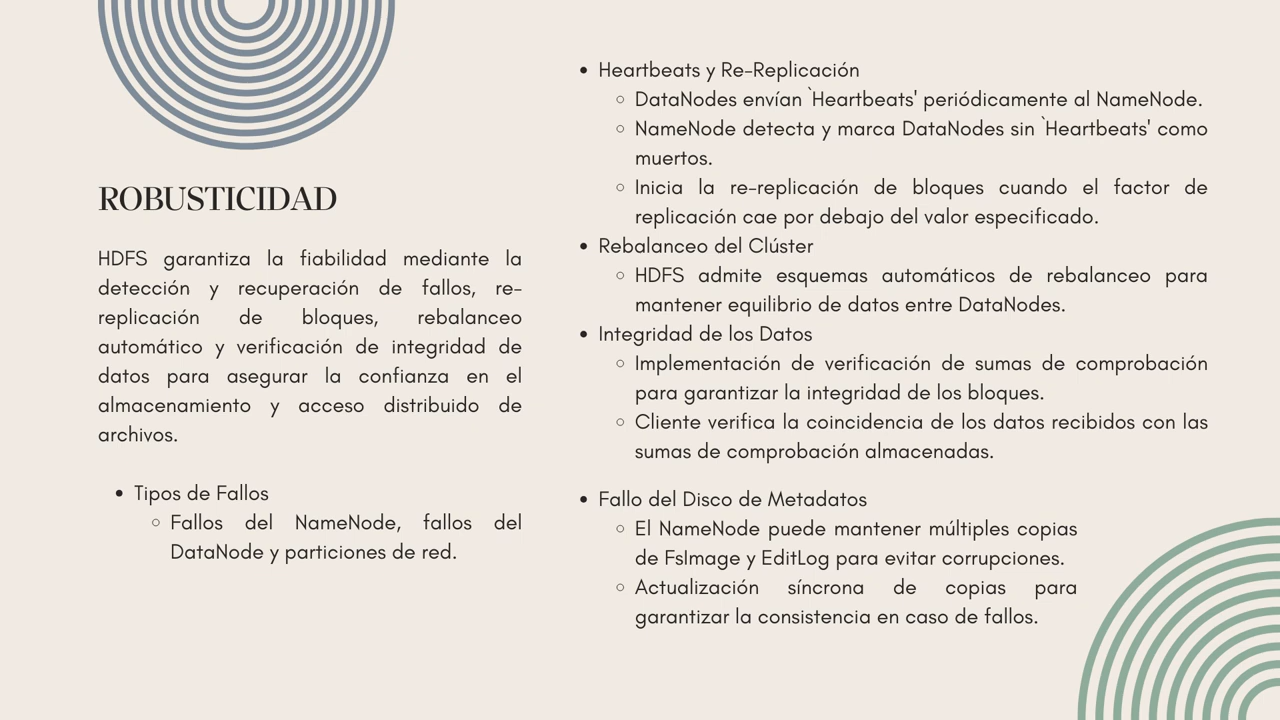 ROBUSTICIDAD
HDFS garantiza la fiabilidad mediante la
detección y recuperación de fallos, re-
replicación de bloques, rebalanceo
automático y verificación de integridad de
datos para asegurar la confianza en el
almacenamiento y acceso distribuido de
archivos.
• Tipos de Fallos
○ Fallos del NameNode, fallos del
DataNode y particiones de red.
• Heartbeats y Re-Replicación
○ DataNodes envían `Heartbeats' periódicamente al NameNode.
○ NameNode detecta y marca DataNodes sin `Heartbeats' como
muertos.
○ Inicia la re-replicación de bloques cuando el factor de
replicación cae por debajo del valor especificado.
• Rebalanceo del Clúster
○ HDFS admite esquemas automáticos de rebalanceo para
mantener equilibrio de datos entre DataNodes.
• Integridad de los Datos
○ Implementación de verificación de sumas de comprobación
para garantizar la integridad de los bloques.
○ Cliente verifica la coincidencia de los datos recibidos con las
sumas de comprobación almacenadas.
• Fallo del Disco de Metadatos
○ El NameNode puede mantener múltiples copias
de FsImage y EditLog para evitar corrupciones.
○ Actualización síncrona de copias para
garantizar la consistencia en caso de fallos.